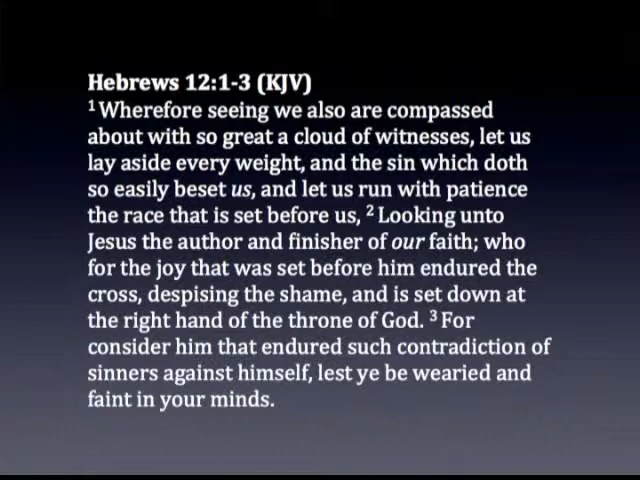 Hebrews 12:1-3 (KJV)
¹ Wherefore seeing we also are compassed
about with so great a cloud of witnesses, let us
lay aside every weight, and the sin which doth
so easily beset us, and let us run with patience
the race that is set before us, ² Looking unto
Jesus the author and finisher of our faith; who
for the joy that was set before him endured the
cross, despising the shame, and is set down at
the right hand of the throne of God. ³ For
consider him that endured such contradiction of
sinners against himself, lest ye be wearied and
faint in your minds.